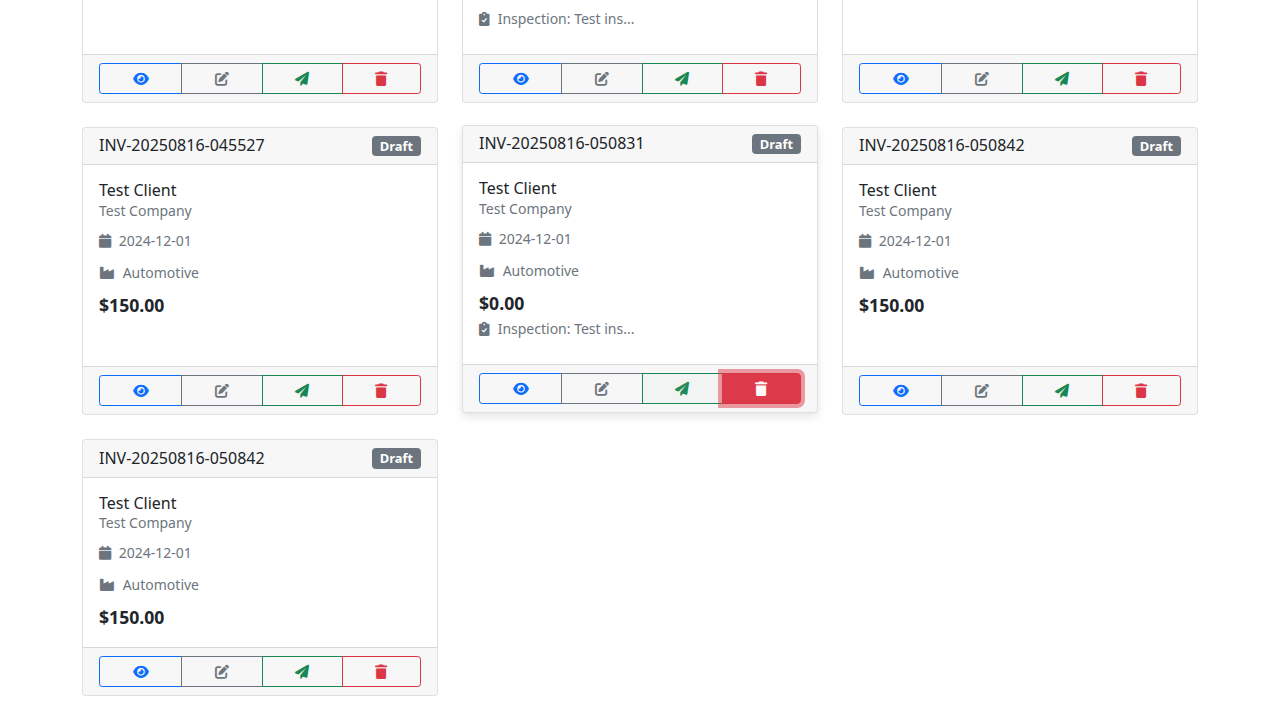 Inspection: Test ins...
INV-20250816-045527 Draft
Test Client
Test Company
2024-12-01
Automotive
$150.00
INV-20250816-050831 Draft
Test Client
Test Company
2024-12-01
Automotive
$0.00
Inspection: Test ins...
INV-20250816-050842 Draft
Test Client
Test Company
2024-12-01
Automotive
$150.00
INV-20250816-050842 Draft
Test Client
Test Company
2024-12-01
Automotive
$150.00